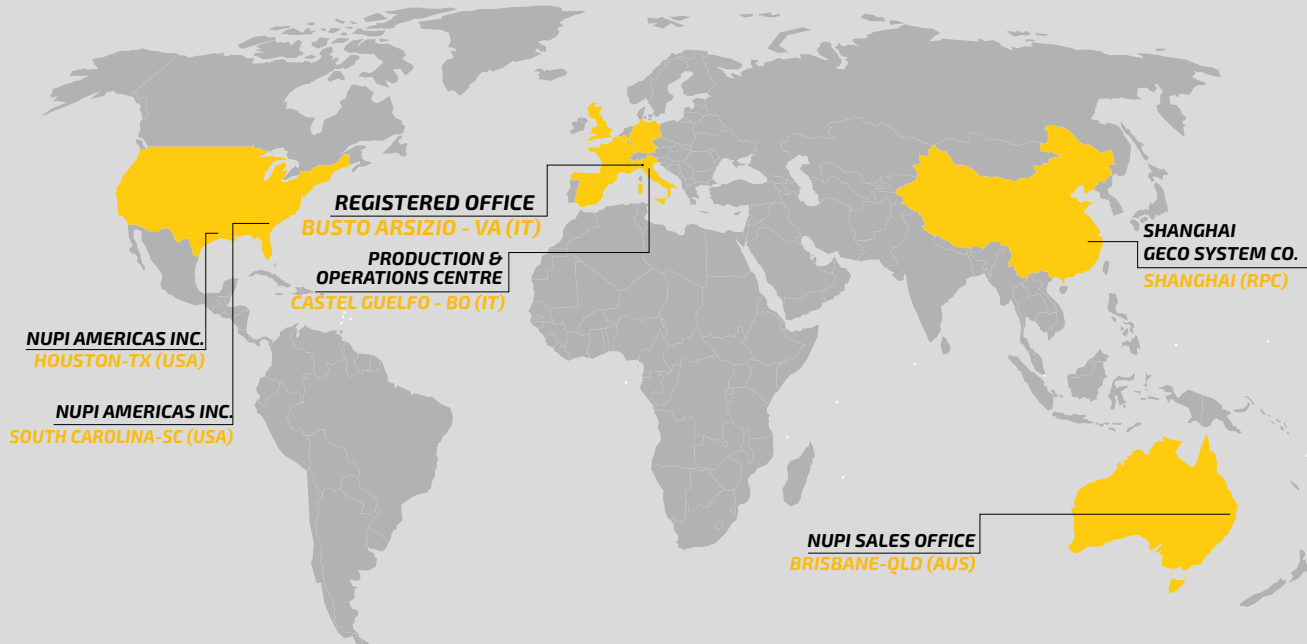 REGISTERED OFFICE
BUSTO ARSIZIO - VA (IT)
PRODUCTION &
OPERATIONS CENTRE
CASTEL GUELFO - BO (IT)
SHANGHAI
GECO SYSTEM CO.
SHANGHAI (RPC)
NUPI AMERICAS INC.
HOUSTON-TX (USA)
NUPI AMERICAS INC.
SOUTH CAROLINA-SC (USA)
NUPI SALES OFFICE
BRISBANE-QLD (AUS)